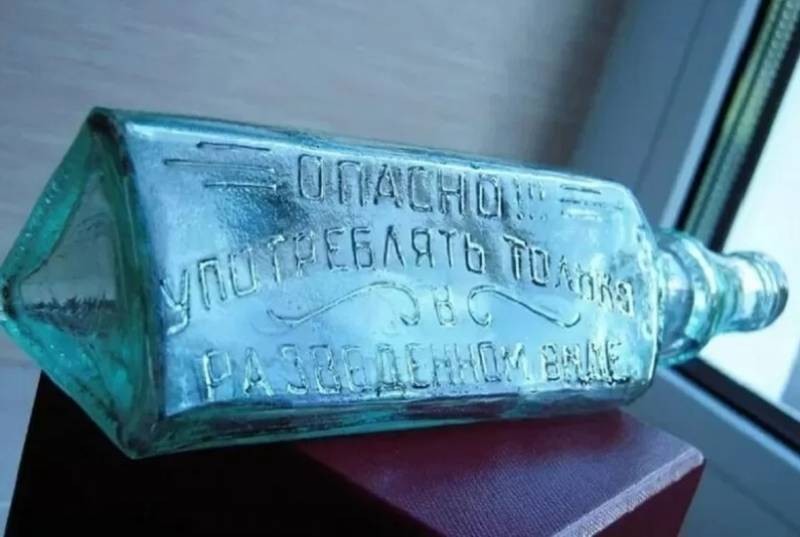 ОПАСНО!!!
УПОТРЕБЛЯТЬ ТОЛЬКО
В
РАЗВЕДЕННОМ ВИДЕ.